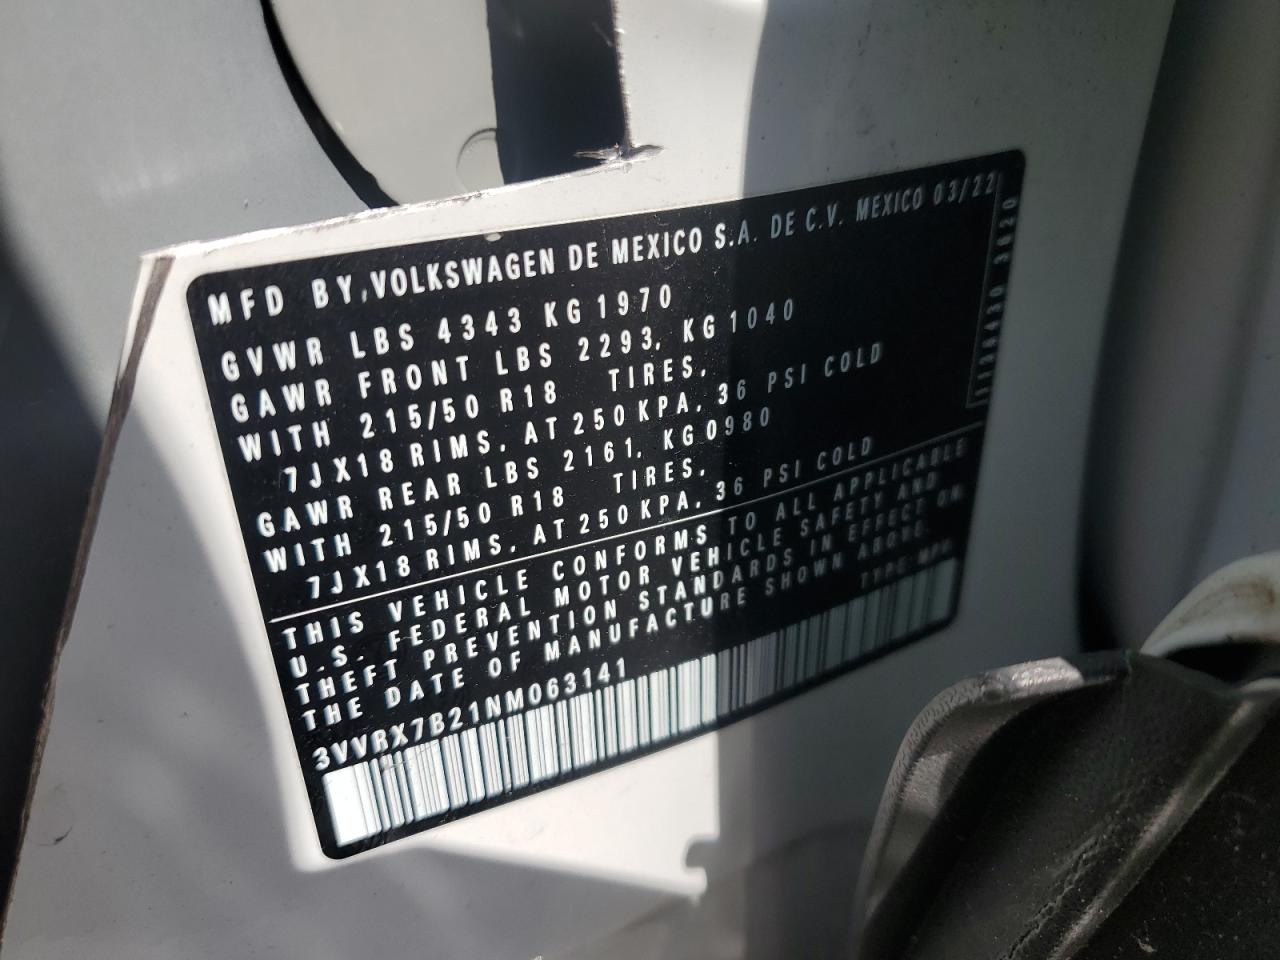 MFD BY,VOLKSWAGEN DE MEXICO S.A. DE C.V. MEXICO 03/22
GVWR LBS 4343 KG 1970
GAWR FRONT LBS 2293, KG 1040
WITH 215/50 R18 TIRES,
7JX18 RIMS, AT 250 KPA, 36 PSI COLD
GAWR REAR LBS 2161, KG 0980
WITH 215/50 R18 TIRES,
7JX18 RIMS, AT 250 KPA, 36 PSI COLD
THIS VEHICLE CONFORMS TO ALL APPLICABLE
U.S. FEDERAL MOTOR VEHICLE SAFETY AND
THEFT PREVENTION STANDARDS IN EFFECT ON
THE DATE OF MANUFACTURE SHOWN ABOVE.
TYPE: MPV
3VVRX7B21NM063141